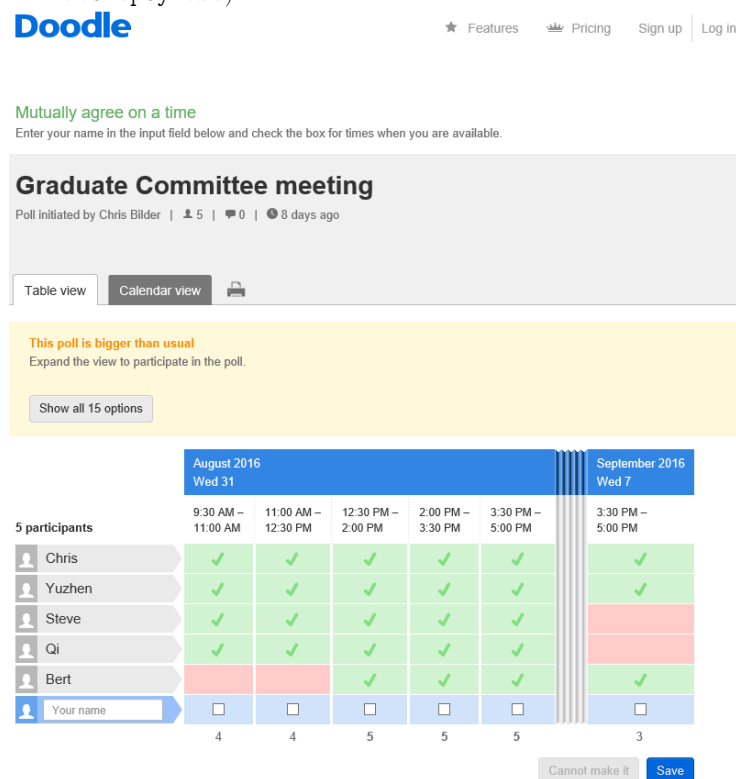 Doodle
Features Pricing Sign up Log in
Mutually agree on a time
Enter your name in the input field below and check the box for times when you are available.
Graduate Committee meeting
Poll initiated by Chris Bilder | 5 | 0 | 8 days ago
Table view Calendar view
This poll is bigger than usual
Expand the view to participate in the poll.
Show all 15 options
August 2016 September 2016
Wed 31 Wed 7
9:30 AM – 11:00 AM – 12:30 PM – 2:00 PM – 3:30 PM – 3:30 PM –
5 participants 11:00 AM 12:30 PM 2:00 PM 3:30 PM 5:00 PM 5:00 PM
Chris
Yuzhen
Steve
Qi
Bert
Your name
4 4 5 5 5 3
Cannot make it Save